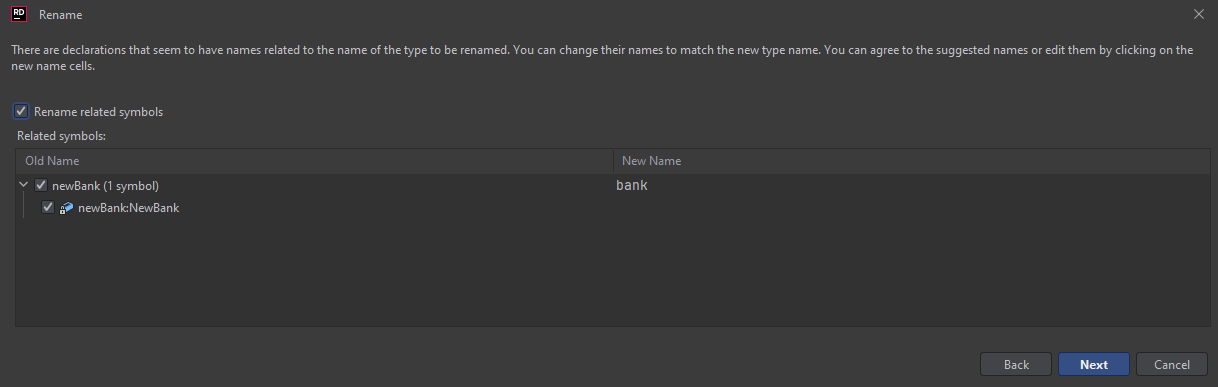 RD Rename
There are declarations that seem to have names related to the name of the type to be renamed. You can change their names to match the new type name. You can agree to the suggested names or edit them by clicking on the
new name cells.
Rename related symbols
Related symbols:
Old Name New Name
newBank (1 symbol) bank
newBank:NewBank
Back Next Cancel